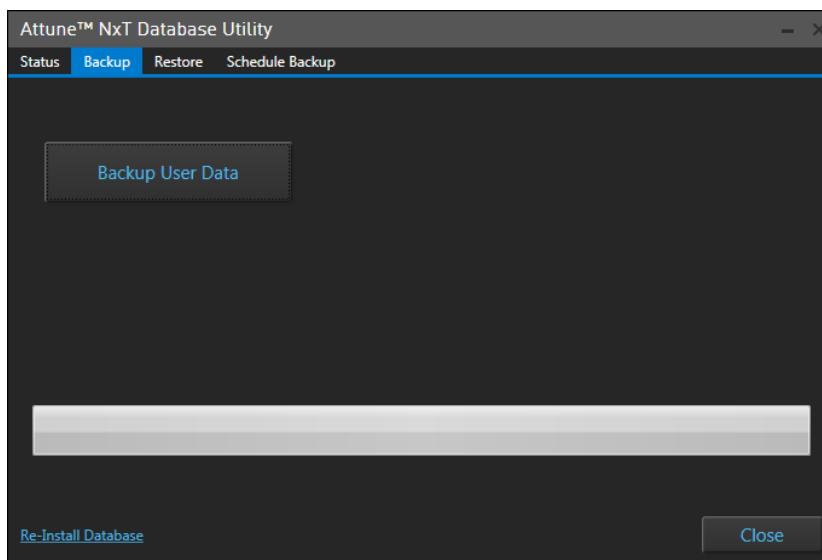 Attune™ NxT Database Utility
Status Backup Restore Schedule Backup
Backup User Data
Re-Install Database
Close